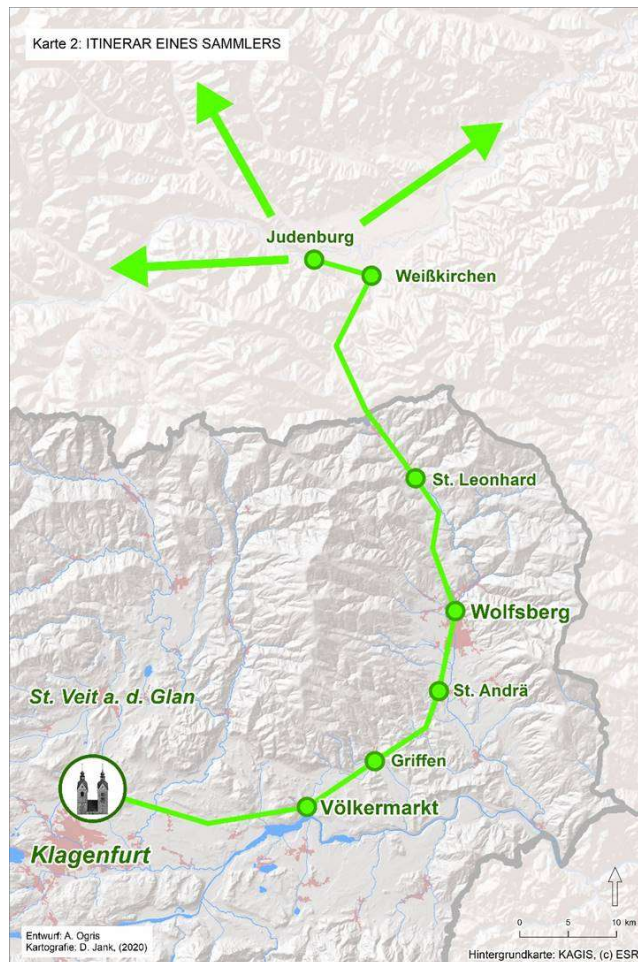 Karte 2: ITINERAR EINES SAMMLERS
Judenburg
Weißkirchen
St. Leonhard
Wolfsberg
St. Veit a. d. Glan
St. Andrä
Griffen
Völkermarkt
Klagenfurt
Entwurf: A. Ogris
Kartografie: D. Jank, (2020)
0 5 10 km
Hintergrundkarte: KAGIS, (c) ESR